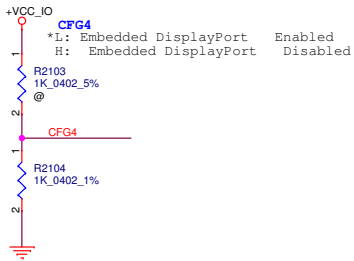 +VCC_IO
CFG4
*L: Embedded DisplayPort Enabled
H: Embedded DisplayPort Disabled
1
R2103
1K_0402_5%
@
2
CFG4
1
R2104
1K_0402_1%
2